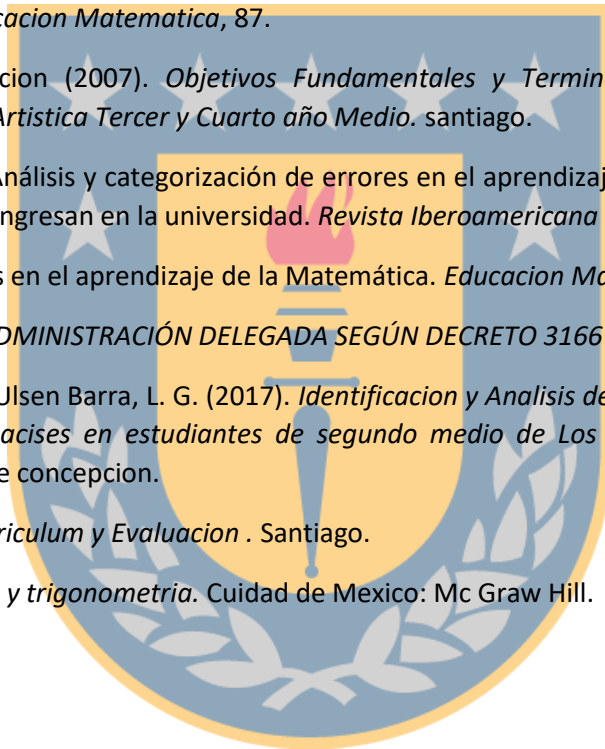 cacion Matematica, 87.
cion (2007). Objetivos Fundamentales y Termin
Artistica Tercer y Cuarto año Medio. santiago.
Análisis y categorización de errores en el aprendizaj
ngresan en la universidad. Revista Iberoamericana
s en el aprendizaje de la Matemática. Educacion Ma
DMINISTRACIÓN DELEGADA SEGÚN DECRETO 3166
Ulsen Barra, L. G. (2017). Identificacion y Analisis de
acises en estudiantes de segundo medio de Los
e concepcion.
riculum y Evaluacion . Santiago.
y trigonometria. Cuidad de Mexico: Mc Graw Hill.